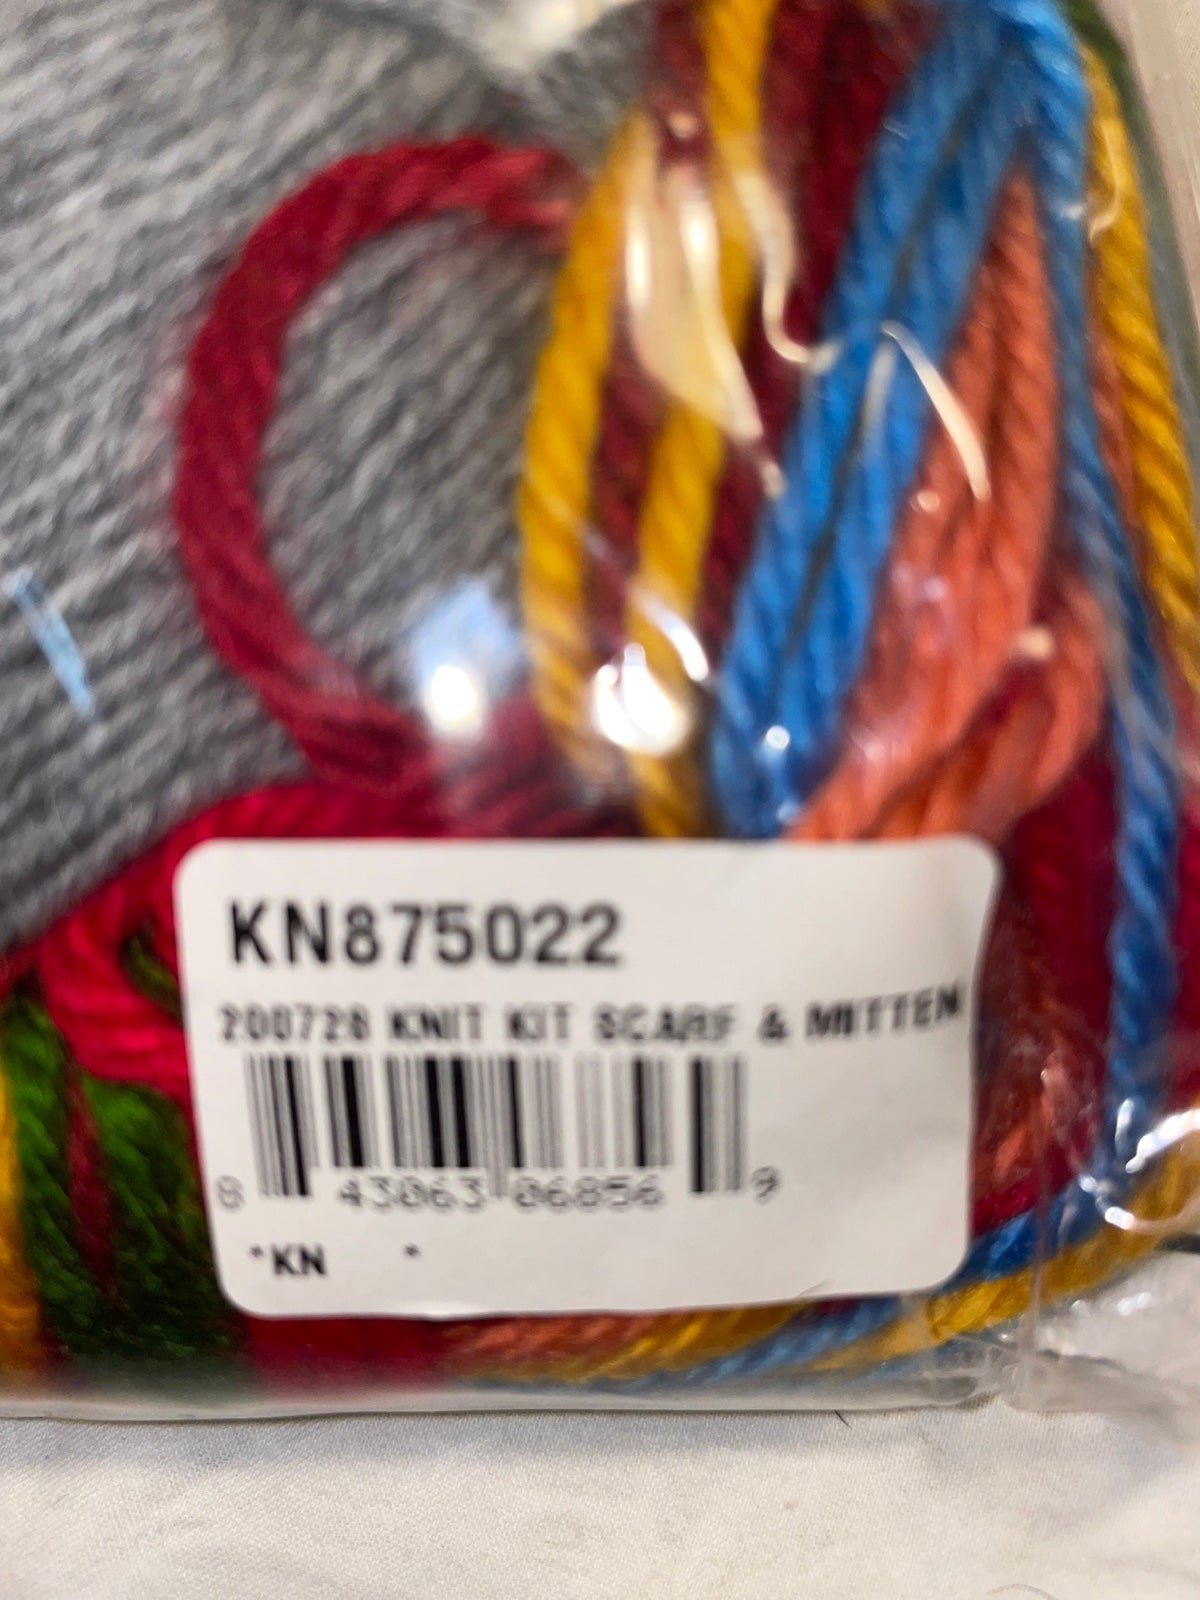 KN875022
200728 KNIT KIT SCARF & MITTEN
8 43063 06856 9
*KN *